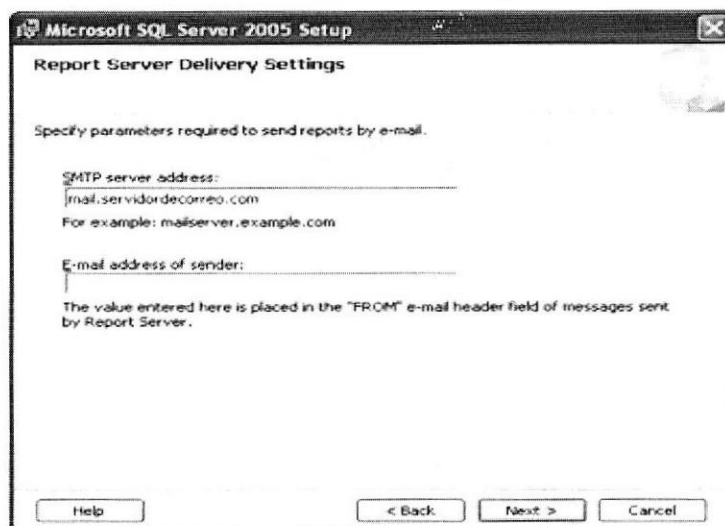 Microsoft SQL Server 2005 Setup
Report Server Delivery Settings
Specify parameters required to send reports by e-mail.
SMTP server address:
mail.servidordecorreo.com
For example: mailserver.example.com
E-mail address of sender:
The value entered here is placed in the "FROM" e-mail header field of messages sent
by Report Server.
Help
< Back
Next >
Cancel